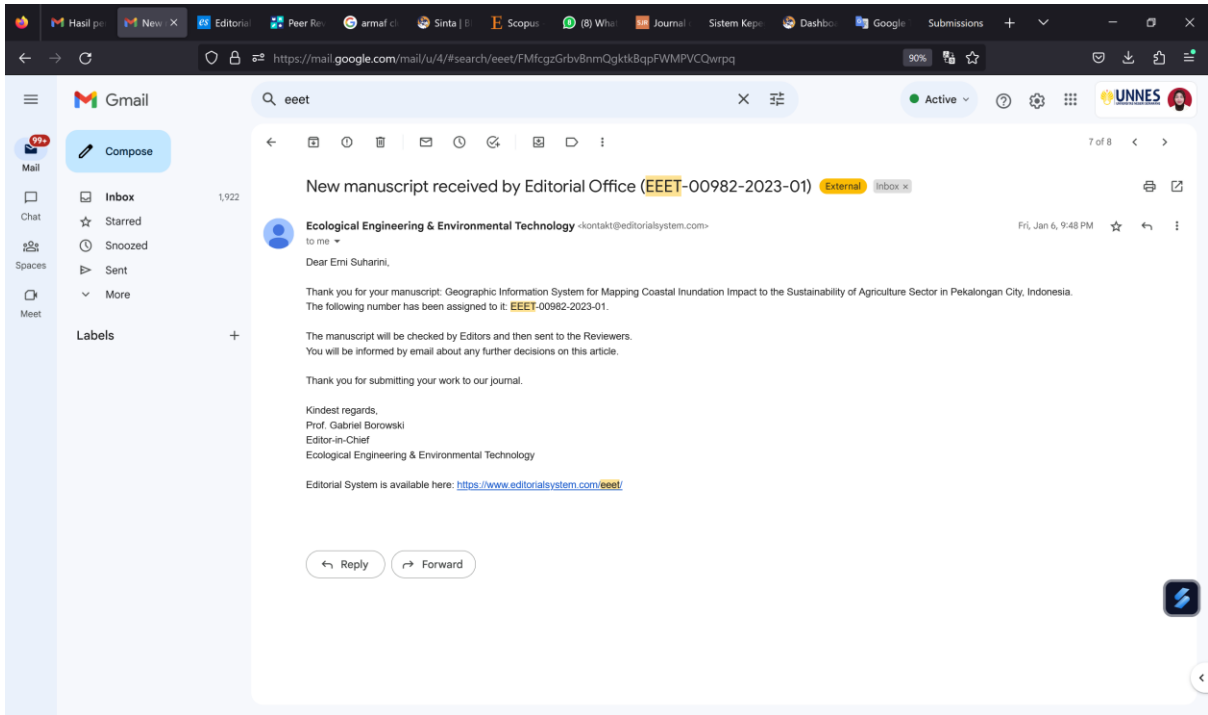 Hasil pe
New
Editorial
Peer Rev
armaf cl
Sinta | B
Scopus
(8) What
Journal
Sistem Kepe
Dashbo
Google
Submissions
https://mail.google.com/mail/u/4/#search/eeet/FMfcgzGrbvBnmQgktkBqpFWMPVCQwrpq
90%
Gmail
eeet
Active
UNNES
99+
Mail
Compose
7 of 8
Chat
Inbox 1,922
Starred
Spaces
Snoozed
Sent
Meet
More
Labels
New manuscript received by Editorial Office (EEET-00982-2023-01) External Inbox ×
Ecological Engineering & Environmental Technology <kontakt@editorialsystem.com> Fri, Jan 6, 9:48 PM
to me
Dear Erni Suharini,
Thank you for your manuscript: Geographic Information System for Mapping Coastal Inundation Impact to the Sustainability of Agriculture Sector in Pekalongan City, Indonesia.
The following number has been assigned to it: EEET-00982-2023-01.
The manuscript will be checked by Editors and then sent to the Reviewers.
You will be informed by email about any further decisions on this article.
Thank you for submitting your work to our journal.
Kindest regards,
Prof. Gabriel Borowski
Editor-in-Chief
Ecological Engineering & Environmental Technology
Editorial System is available here: https://www.editorialsystem.com/eeet/
Reply
Forward